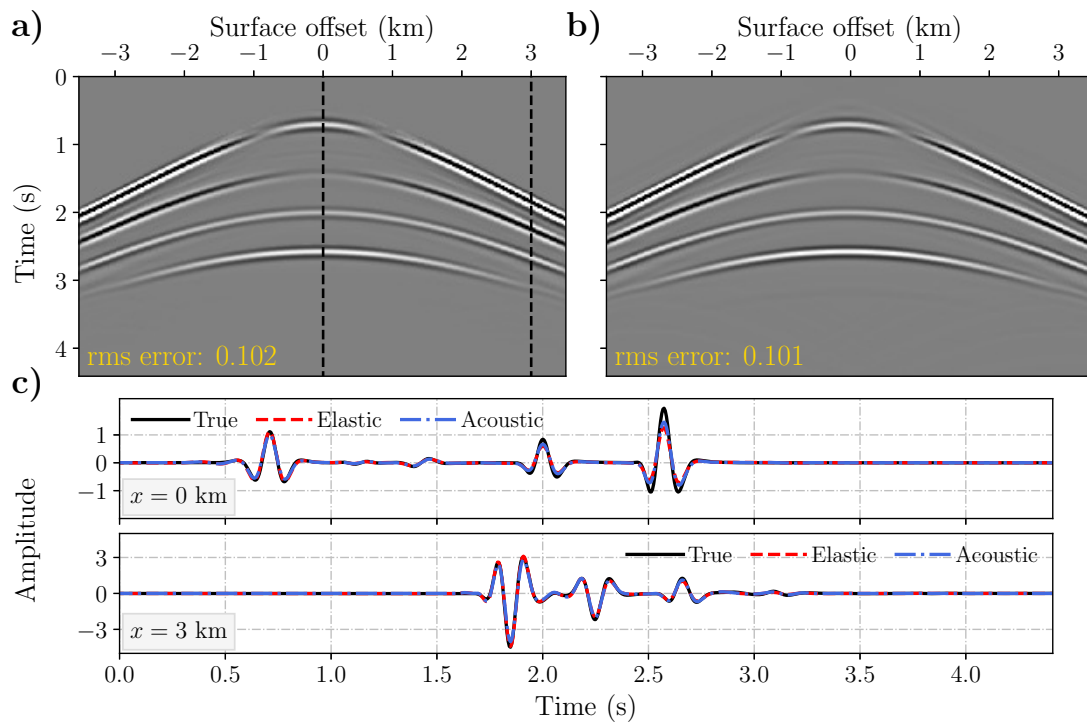 a)
Surface offset (km)
−3 −2 −1 0 1 2 3
0
1
2
3
4
Time (s)
rms error: 0.102
b)
Surface offset (km)
−3 −2 −1 0 1 2 3
rms error: 0.101
c)
True Elastic Acoustic
1
0
−1
x = 0 km
Amplitude
True Elastic Acoustic
3
0
−3
x = 3 km
0.0 0.5 1.0 1.5 2.0 2.5 3.0 3.5 4.0
Time (s)